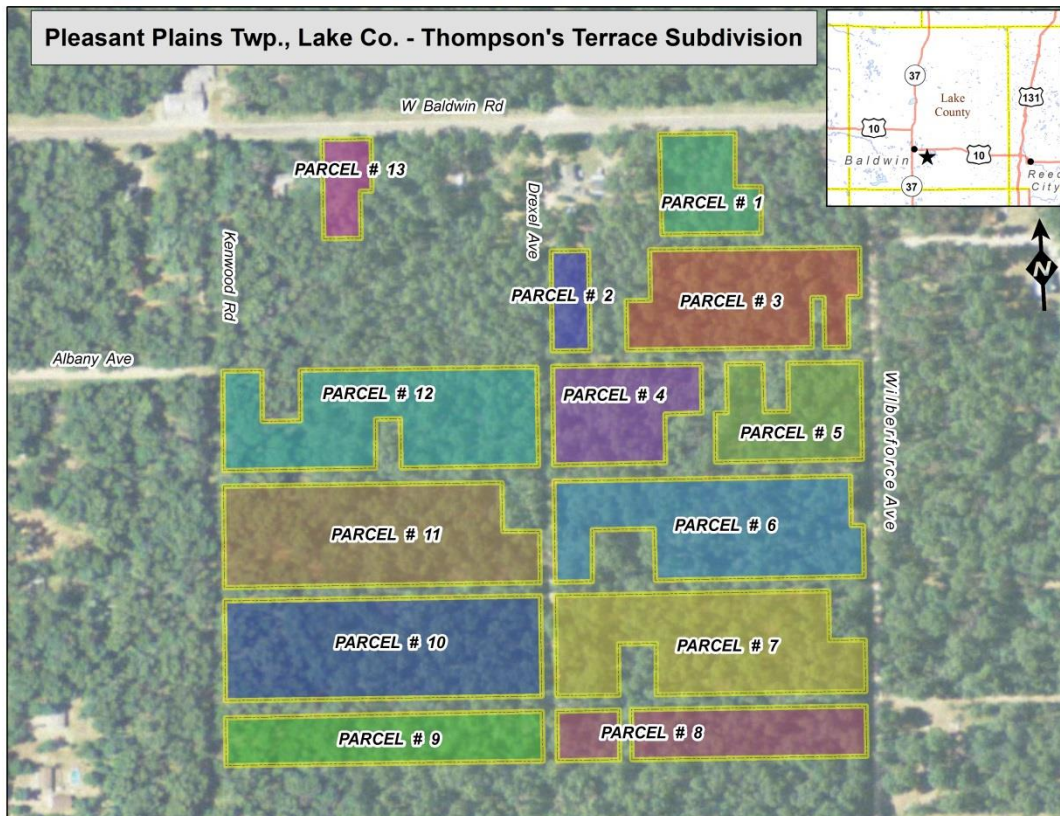 Pleasant Plains Twp., Lake Co. - Thompson's Terrace Subdivision
37
Lake
County
131
10
Baldwin
10
Reed
City
37
W Baldwin Rd
PARCEL # 13
Drexel Ave
PARCEL # 1
Kenwood Rd
PARCEL # 2
PARCEL # 3
N
Albany Ave
PARCEL # 12
PARCEL # 4
PARCEL # 5
Wilberforce Ave
PARCEL # 11
PARCEL # 6
PARCEL # 10
PARCEL # 7
PARCEL # 9
PARCEL # 8